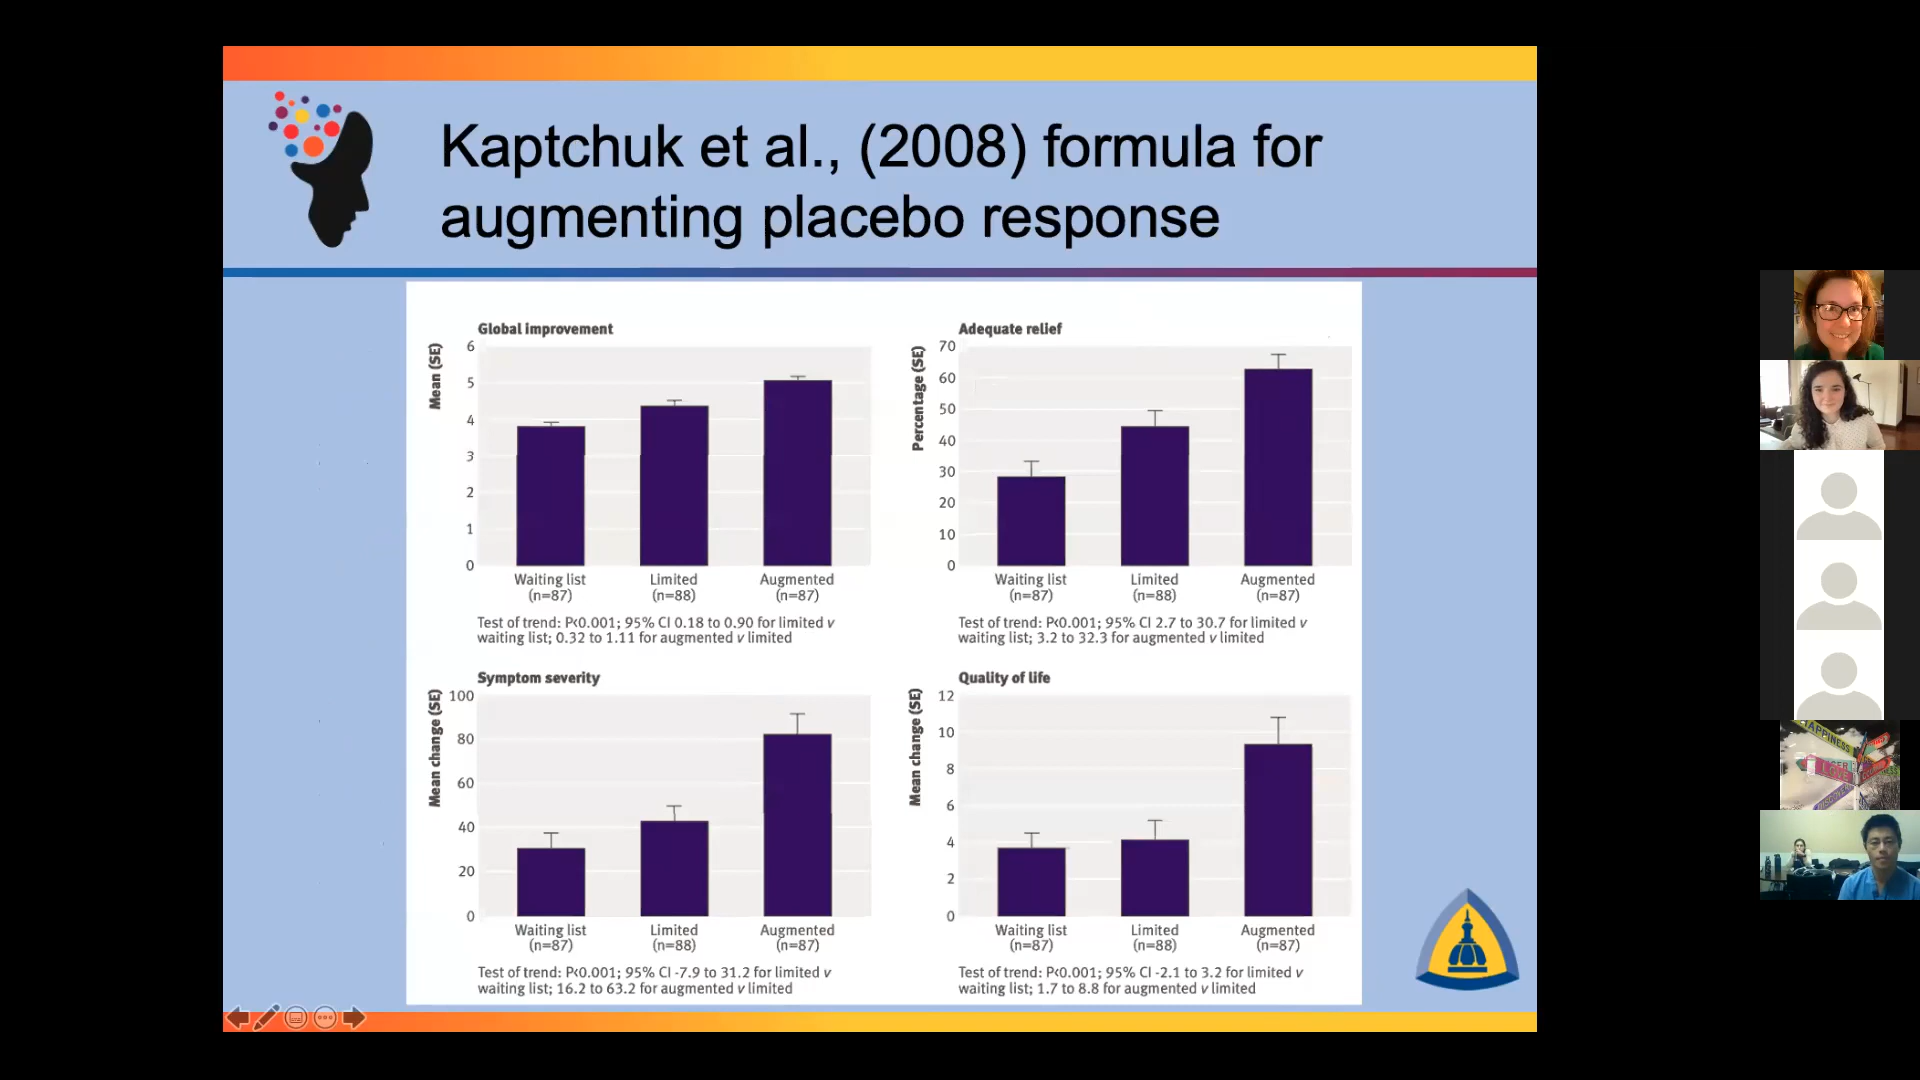 Kaptchuk et al., (2008) formula for
augmenting placebo response
Global improvement
Mean (SE)
6
5
4
3
2
1
0
Waiting list
(n=87)
Limited
(n=88)
Augmented
(n=87)
Test of trend: P<0.001; 95% CI 0.18 to 0.90 for limited v
waiting list; 0.32 to 1.11 for augmented v limited
Adequate relief
Percentage (SE)
70
60
50
40
30
20
10
0
Waiting list
(n=87)
Limited
(n=88)
Augmented
(n=87)
Test of trend: P<0.001; 95% CI 2.7 to 30.7 for limited v
waiting list; 3.2 to 32.3 for augmented v limited
Symptom severity
Mean change (SE)
100
80
60
40
20
0
Waiting list
(n=87)
Limited
(n=88)
Augmented
(n=87)
Test of trend: P<0.001; 95% CI -7.9 to 31.2 for limited v
waiting list; 16.2 to 63.2 for augmented v limited
Quality of life
Mean change (SE)
12
10
8
6
4
2
0
Waiting list
(n=87)
Limited
(n=88)
Augmented
(n=87)
Test of trend: P<0.001; 95% CI -2.1 to 3.2 for limited v
waiting list; 1.7 to 8.8 for augmented v limited
HAPPINESS
LOVE